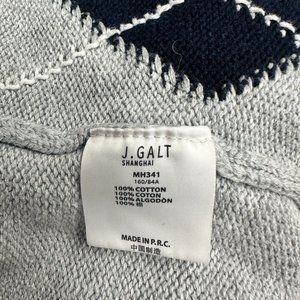 J.GALT
SHANGHAI
MH341
160/84A
100% COTTON
100% COTON
100% ALGODÓN
100% 棉
MADE IN P.R.C.
中国制造